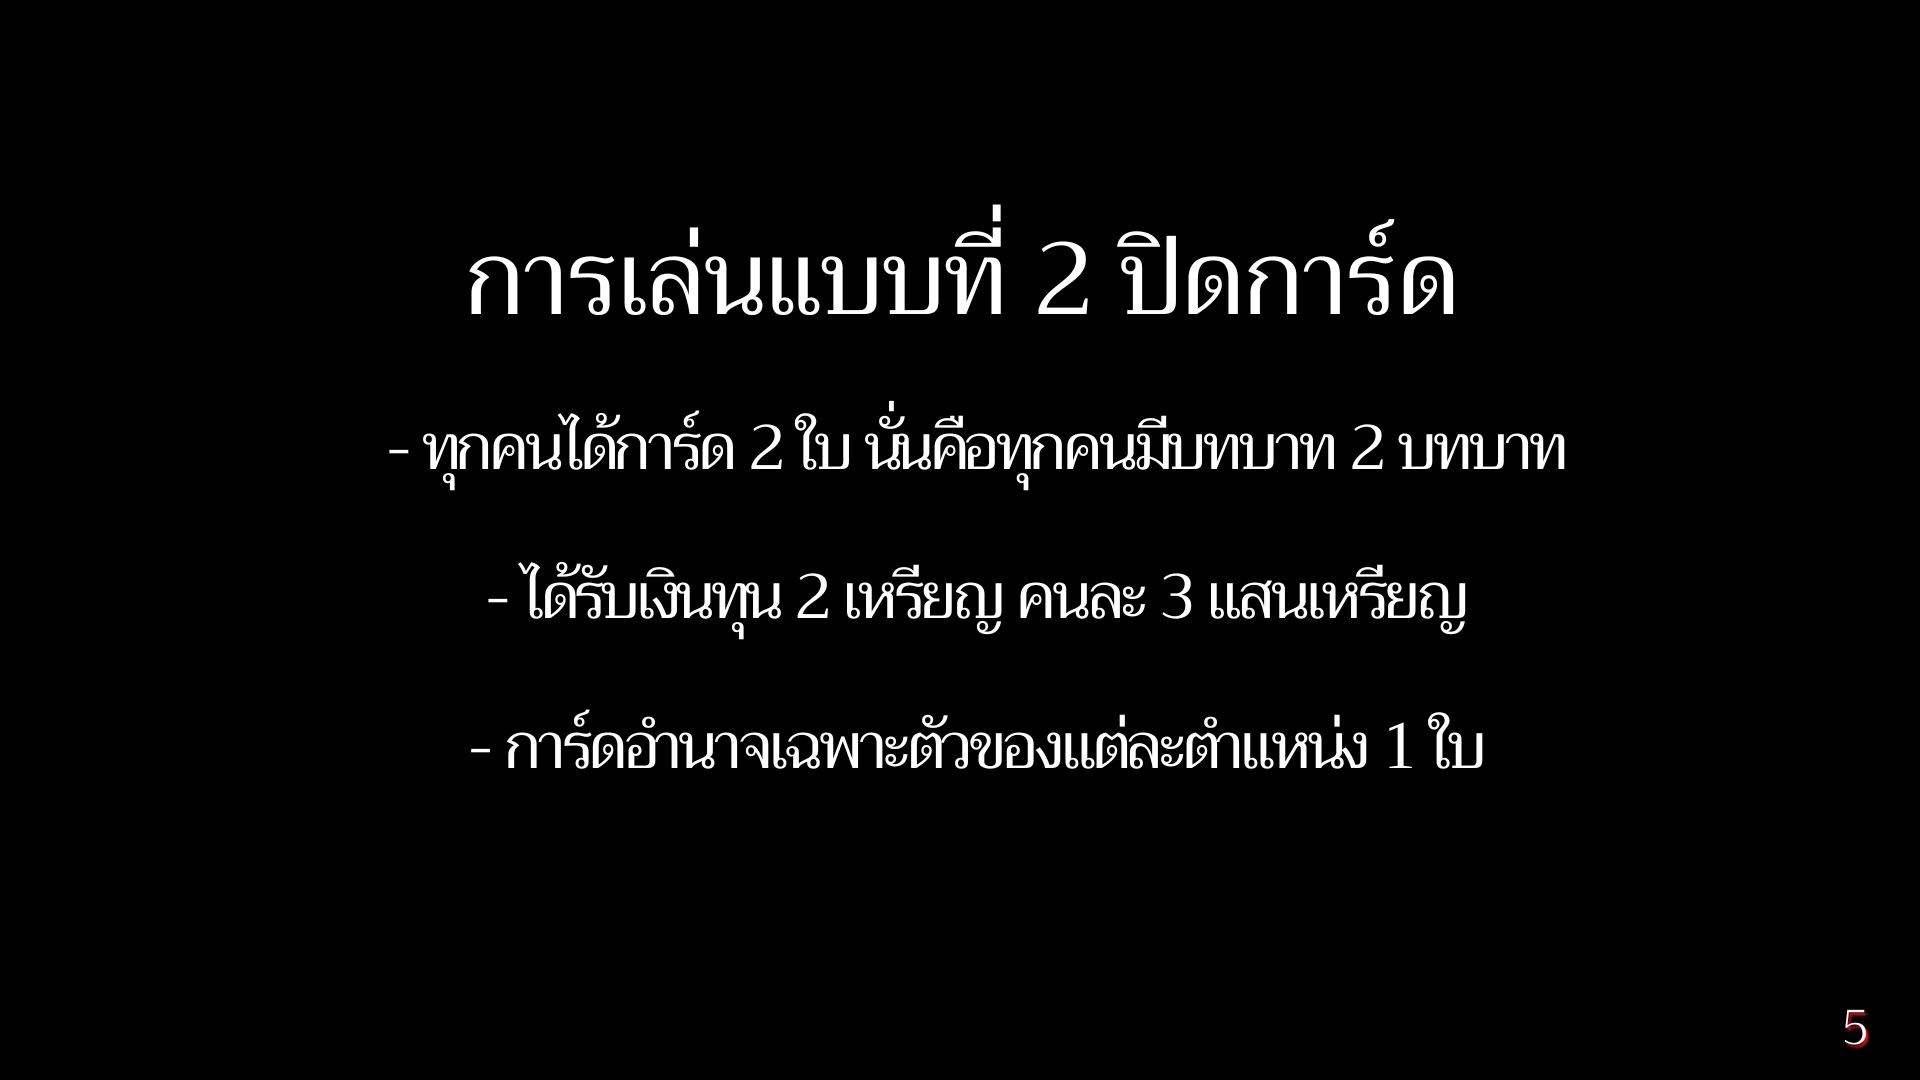 การเล่นแบบที่ 2 ปิดการ์ด
- ทุกคนได้การ์ด 2 ใบ นั่นคือทุกคนมีบทบาท 2 บทบาท
- ได้รับเงินทุน 2 เหรียญ คนละ 3 แสนเหรียญ
- การ์ดอำนาจเฉพาะตัวของแต่ละตำแหน่ง 1 ใบ
5